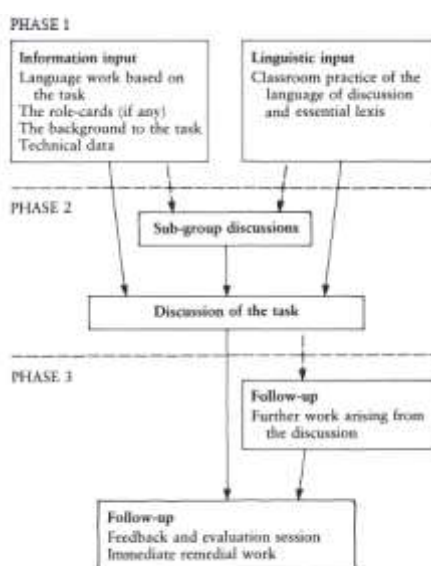 PHASE 1
Information input
Language work based on
the task
The role-cards (if any)
The background to the task
Technical data
Linguistic input
Classroom practice of the
language of discussion
and essential lexis
PHASE 2
Sub-group discussions
Discussion of the task
PHASE 3
Follow-up
Further work arising from
the discussion
Follow-up
Feedback and evaluation session
Immediate remedial work